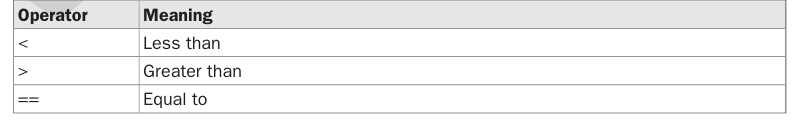 Operator Meaning
< Less than
> Greater than
== Equal to